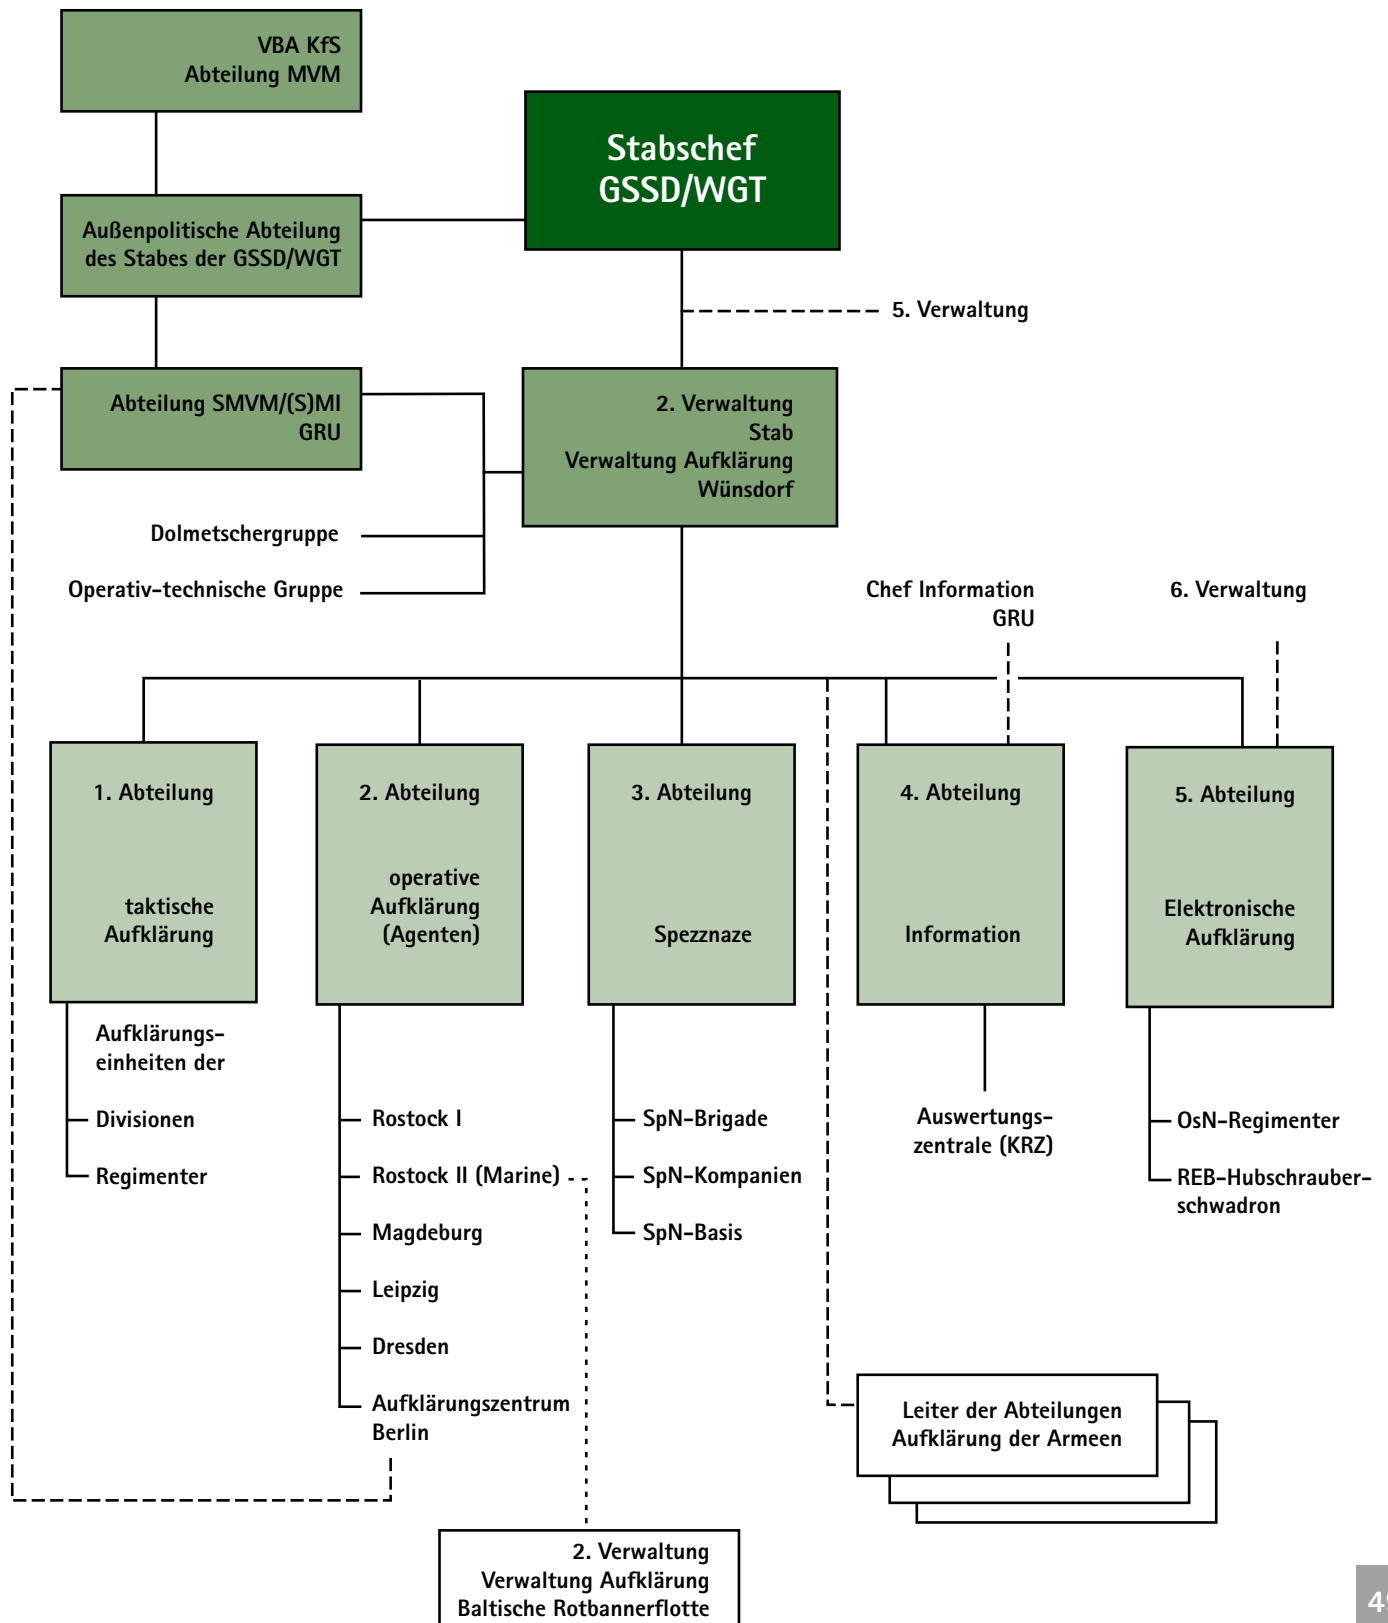 VBA KfS
Abteilung MVM
Stabschef
GSSD/WGT
Außenpolitische Abteilung
des Stabes der GSSD/WGT
5. Verwaltung
Abteilung SMVM/(S)MI
GRU
2. Verwaltung
Stab
Verwaltung Aufklärung
Wünsdorf
Dolmetschergruppe
Operativ-technische Gruppe
Chef Information
GRU
6. Verwaltung
1. Abteilung
taktische
Aufklärung
2. Abteilung
operative
Aufklärung
(Agenten)
3. Abteilung
Spezznaze
4. Abteilung
Information
5. Abteilung
Elektronische
Aufklärung
Aufklärungs-
einheiten der
Divisionen
Regimenter
Rostock I
Rostock II (Marine)
Magdeburg
Leipzig
Dresden
Aufklärungszentrum
Berlin
SpN-Brigade
SpN-Kompanien
SpN-Basis
Auswertungs-
zentrale (KRZ)
OsN-Regimenter
REB-Hubschrauber-
schwadron
Leiter der Abteilungen
Aufklärung der Armeen
2. Verwaltung
Verwaltung Aufklärung
Baltische Rotbannerflotte